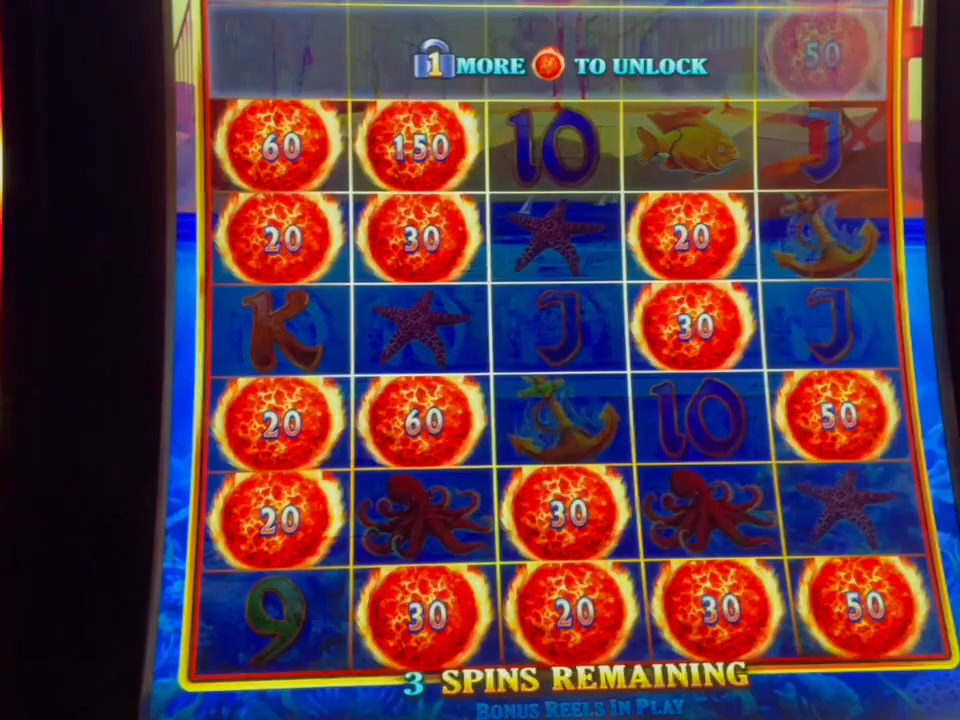 50
1 MORE TO UNLOCK
60 150 10 J
20 30 20
K J 30 J
20 60 10 50
20 30
9 30 20 30 50
3 SPINS REMAINING
BONUS REELS IN PLAY